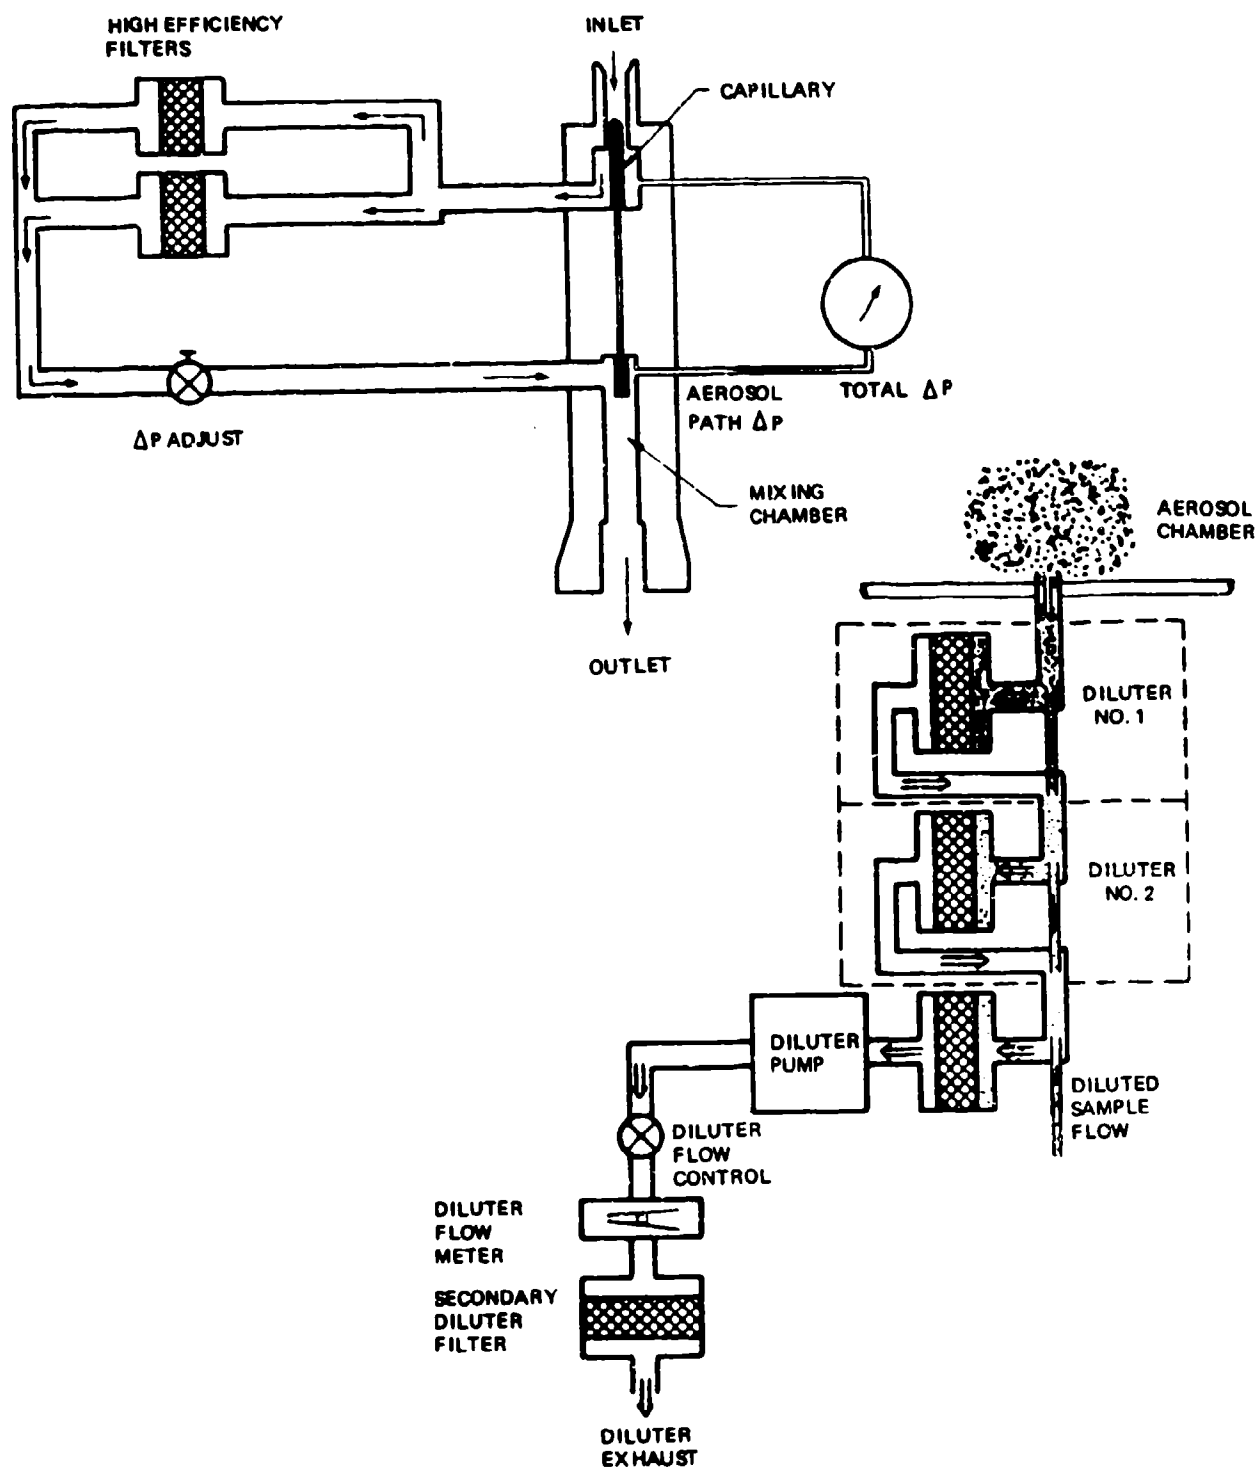 HIGH EFFICIENCY
FILTERS
INLET
CAPILLARY
AEROSOL
PATH ΔP
TOTAL ΔP
ΔP ADJUST
MIXING
CHAMBER
OUTLET
AEROSOL
CHAMBER
DILUTER
NO. 1
DILUTER
NO. 2
DILUTER
PUMP
DILUTED
SAMPLE
FLOW
DILUTER
FLOW
CONTROL
DILUTER
FLOW
METER
SECONDARY
DILUTER
FILTER
DILUTER
EXHAUST